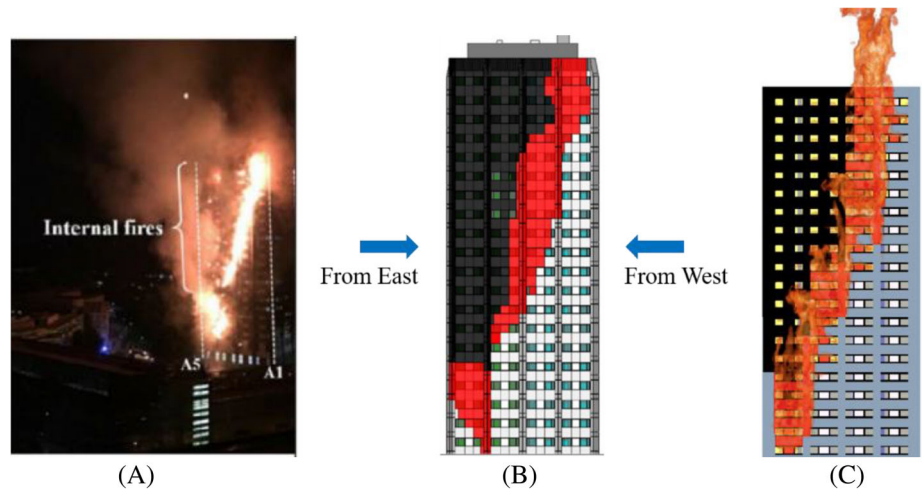 Internal fires
A5
A1
From East
From West
(A)
(B)
(C)